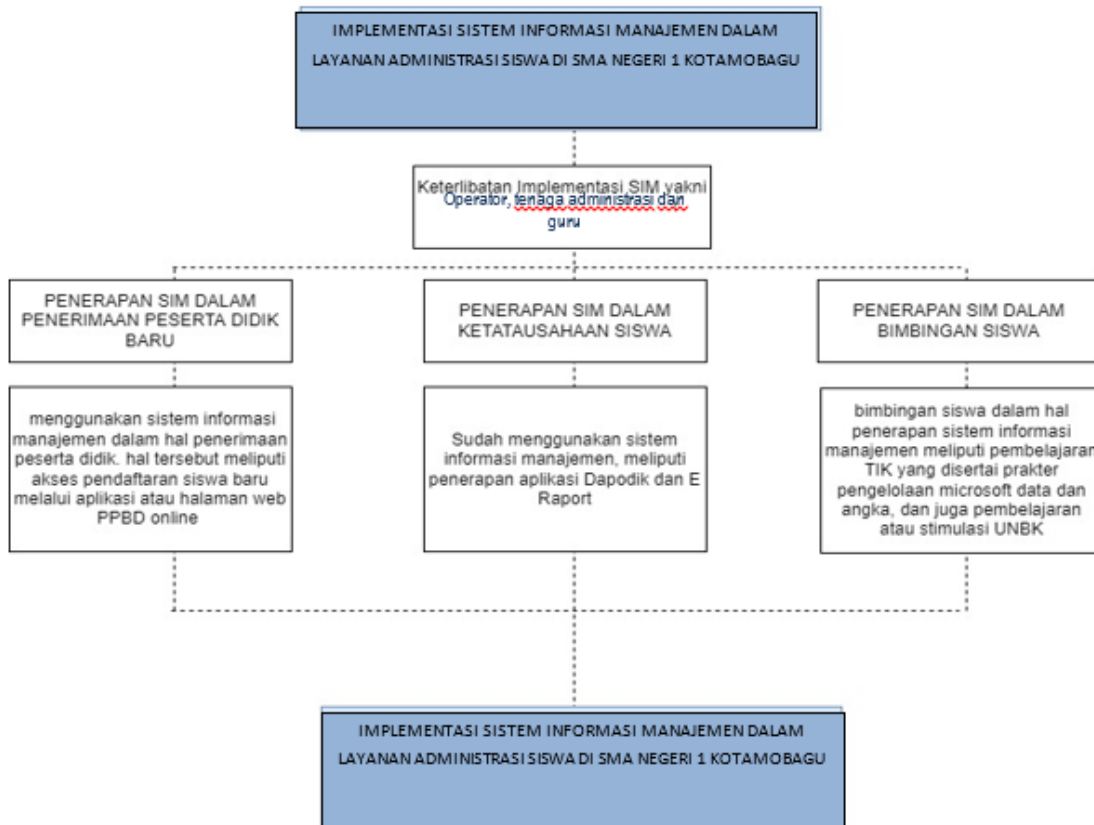 IMPLEMENTASI SISTEM INFORMASI MANAJEMEN DALAM
LAYANAN ADMINISTRASI SISWA DI SMA NEGERI 1 KOTAMOBAGU
Keterlibatan Implementasi SIM yakni
Operator, tenaga administrasi dan
guru
PENERAPAN SIM DALAM
PENERIMAAN PESERTA DIDIK
BARU
PENERAPAN SIM DALAM
KETATAUSAHAAN SISWA
PENERAPAN SIM DALAM
BIMBINGAN SISWA
menggunakan sistem informasi
manajemen dalam hal penerimaan
peserta didik. hal tersebut meliputi
akses pendaftaran siswa baru
melalui aplikasi atau halaman web
PPBD online
Sudah menggunakan sistem
informasi manajemen, meliputi
penerapan aplikasi Dapodik dan E
Raport
bimbingan siswa dalam hal
penerapan sistem informasi
manajemen meliputi pembelajaran
TIK yang disertai prakter
pengelolaan microsoft data dan
angka, dan juga pembelajaran
atau stimulasi UNBK
IMPLEMENTASI SISTEM INFORMASI MANAJEMEN DALAM
LAYANAN ADMINISTRASI SISWA DI SMA NEGERI 1 KOTAMOBAGU